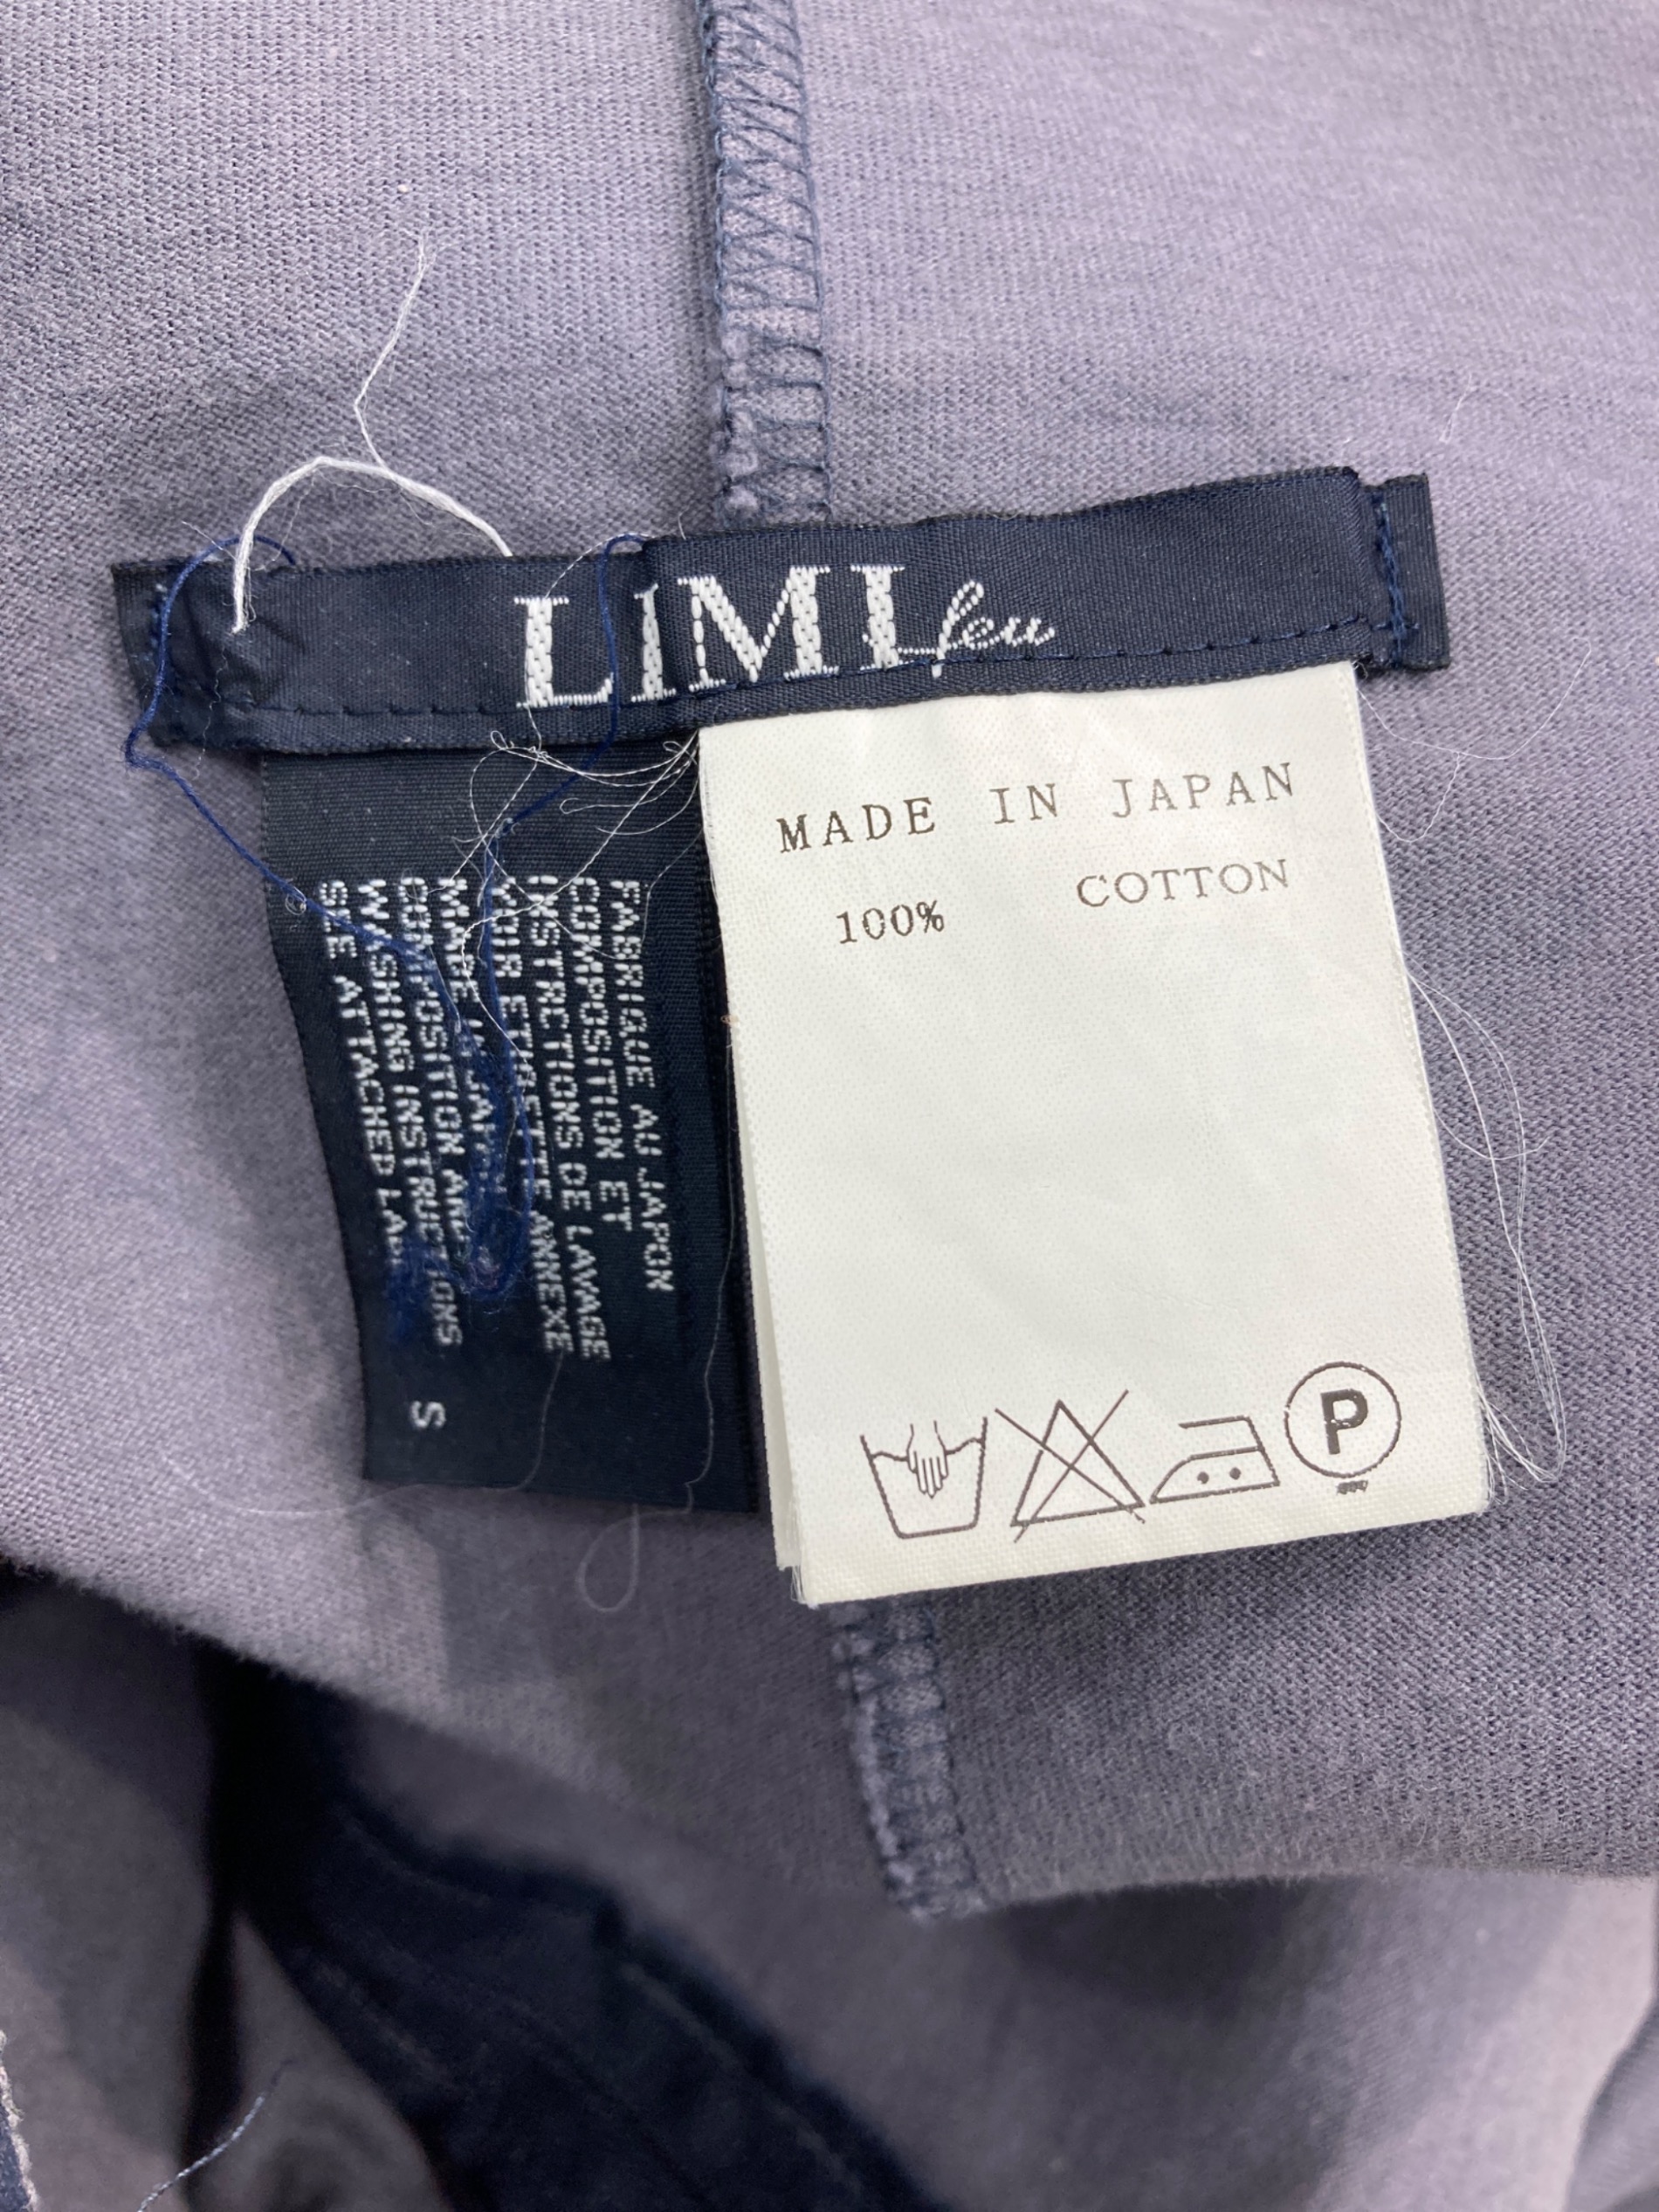 LIMI feu
MADE IN JAPAN
100% COTTON
P
FABRIQUE AU JAPON
COMPOSITION ET
INSTRUCTIONS DE LAVAGE
VOIR ETIQUETTE ANNEXE
MADE IN JAPAN
COMPOSITION AND
WASHING INSTRUCTIONS
SEE ATTACHED LABEL
S